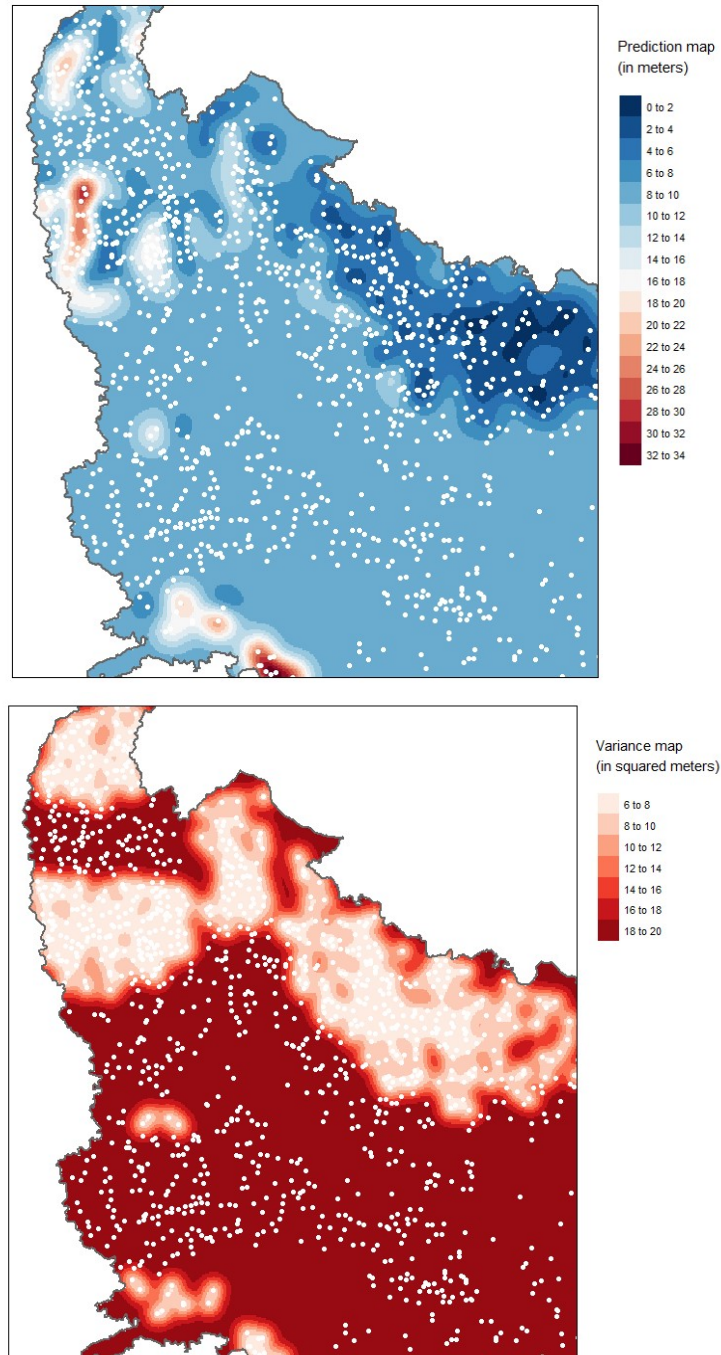 Prediction map
(in meters)
0 to 2
2 to 4
4 to 6
6 to 8
8 to 10
10 to 12
12 to 14
14 to 16
16 to 18
18 to 20
20 to 22
22 to 24
24 to 26
26 to 28
28 to 30
30 to 32
32 to 34
Variance map
(in squared meters)
6 to 8
8 to 10
10 to 12
12 to 14
14 to 16
16 to 18
18 to 20